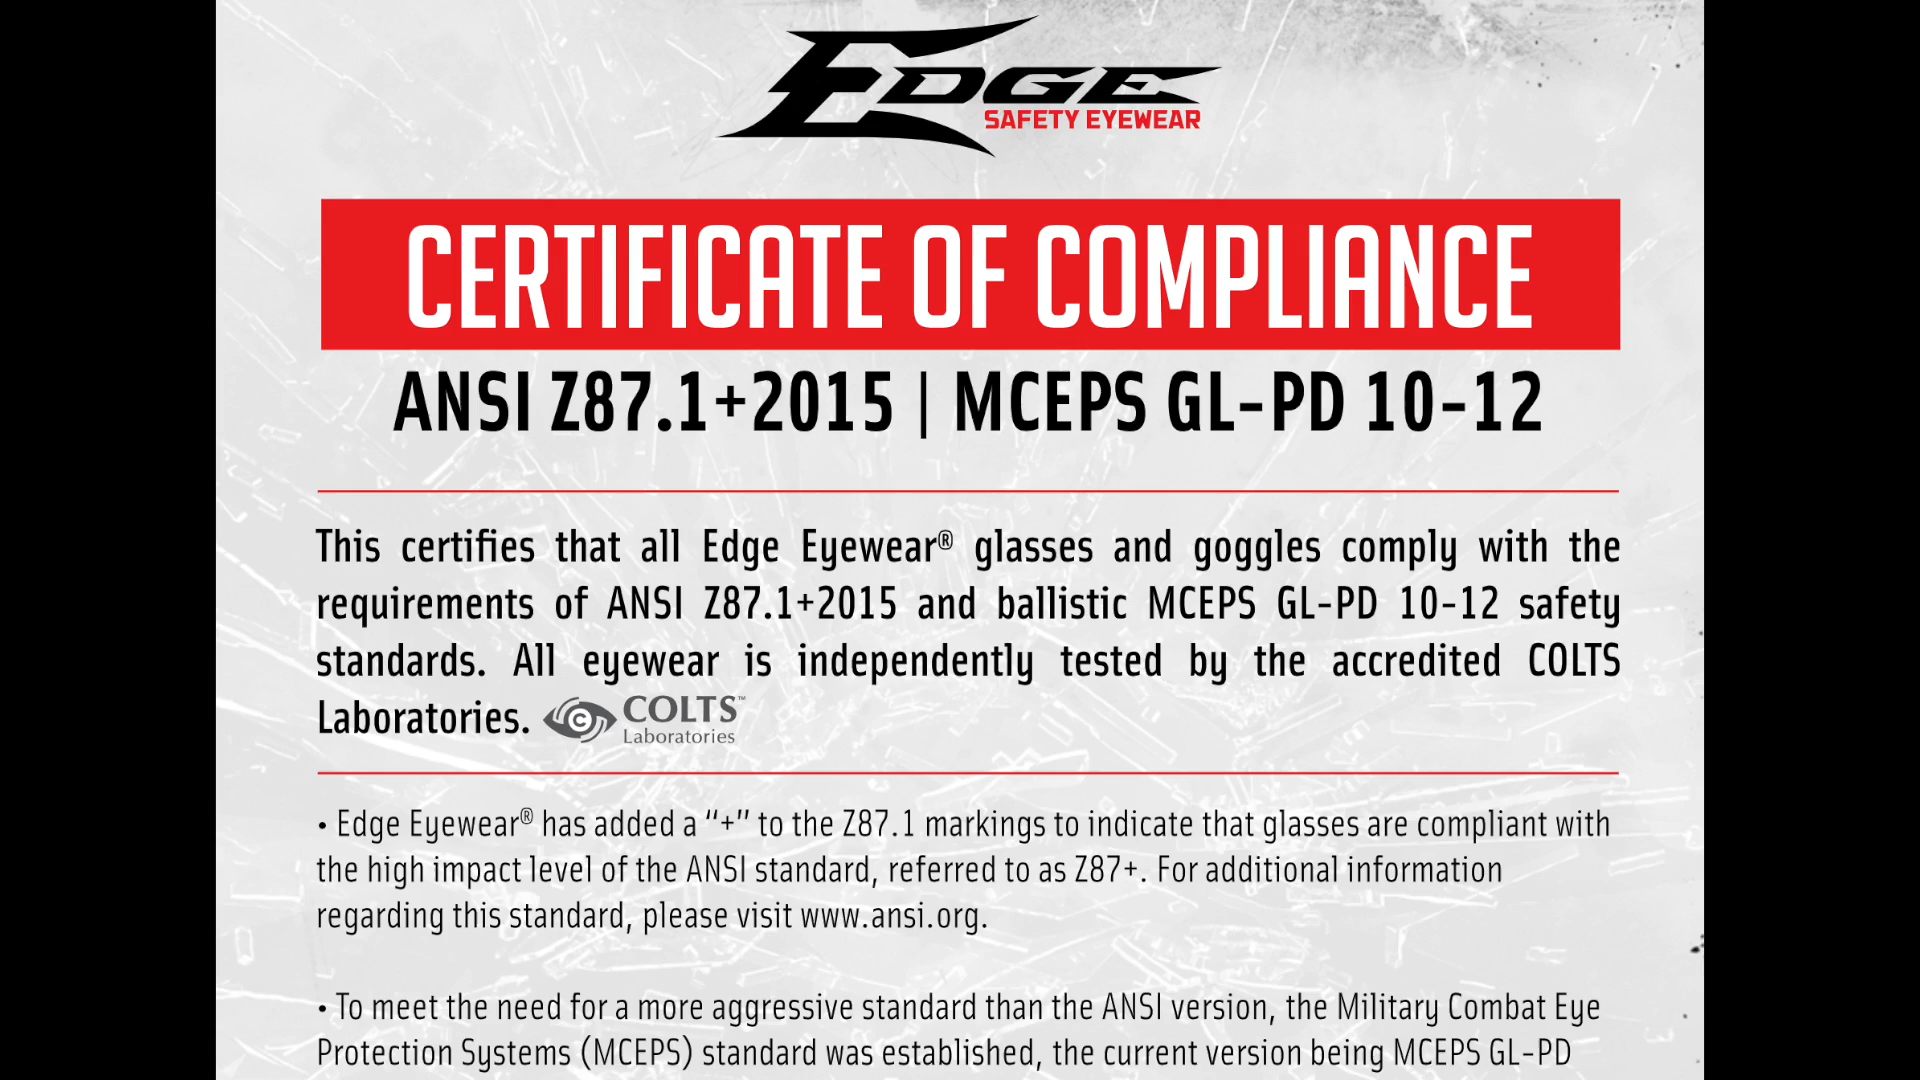 EDGE
SAFETY EYEWEAR
CERTIFICATE OF COMPLIANCE
ANSI Z87.1+2015 | MCEPS GL-PD 10-12
This certifies that all Edge Eyewear® glasses and goggles comply with the
requirements of ANSI Z87.1+2015 and ballistic MCEPS GL-PD 10-12 safety
standards. All eyewear is independently tested by the accredited COLTS
Laboratories. COLTS™
Laboratories
• Edge Eyewear® has added a “+” to the Z87.1 markings to indicate that glasses are compliant with
the high impact level of the ANSI standard, referred to as Z87+. For additional information
regarding this standard, please visit www.ansi.org.
• To meet the need for a more aggressive standard than the ANSI version, the Military Combat Eye
Protection Systems (MCEPS) standard was established, the current version being MCEPS GL-PD